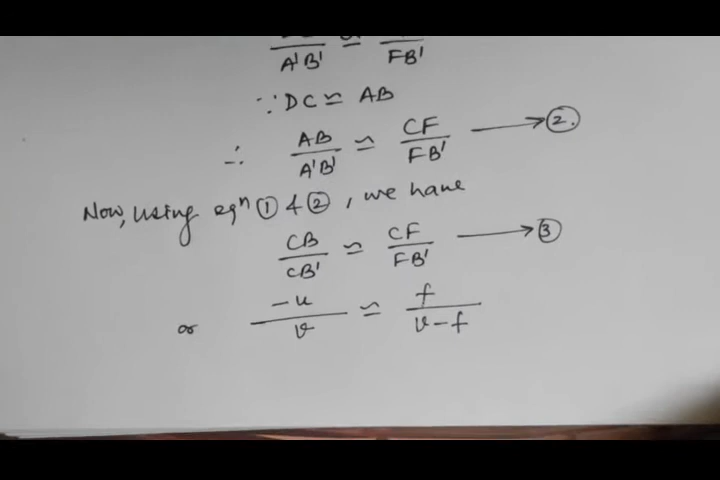 A'B' ≃ FB'
∵ DC ≃ AB
∴ AB/A'B' ≃ CF/FB' → ②.
Now, using eqn ① & ②, we have
CB/CB' ≃ CF/FB' → ③
or -u/v ≃ f/v-f